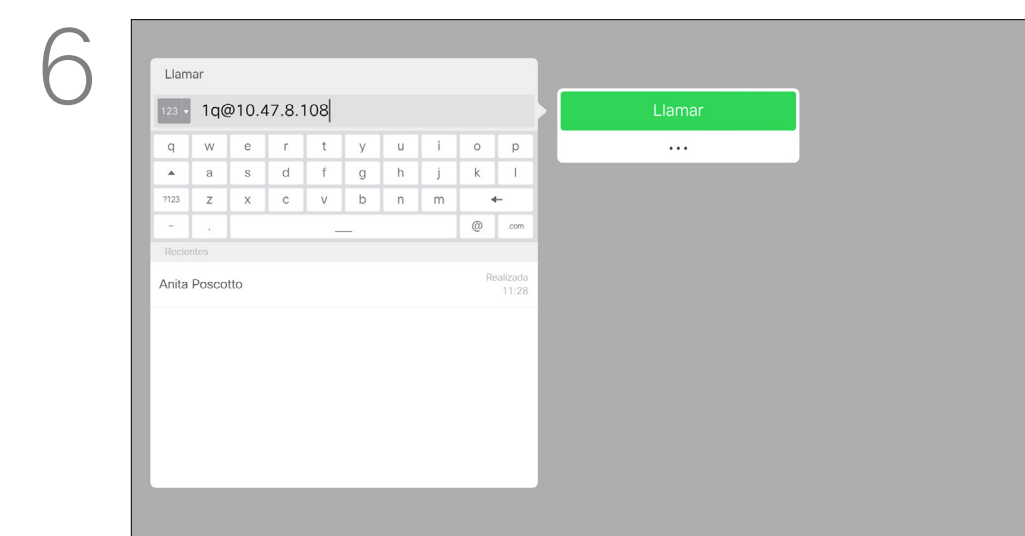 6
Llamar
123 1q@10.47.8.108
Llamar
...
q w e r t y u i o p
a s d f g h j k l
?123 z x c v b n m
- . @ .com
Recientes
Anita Poscotto
Realizada
11:28